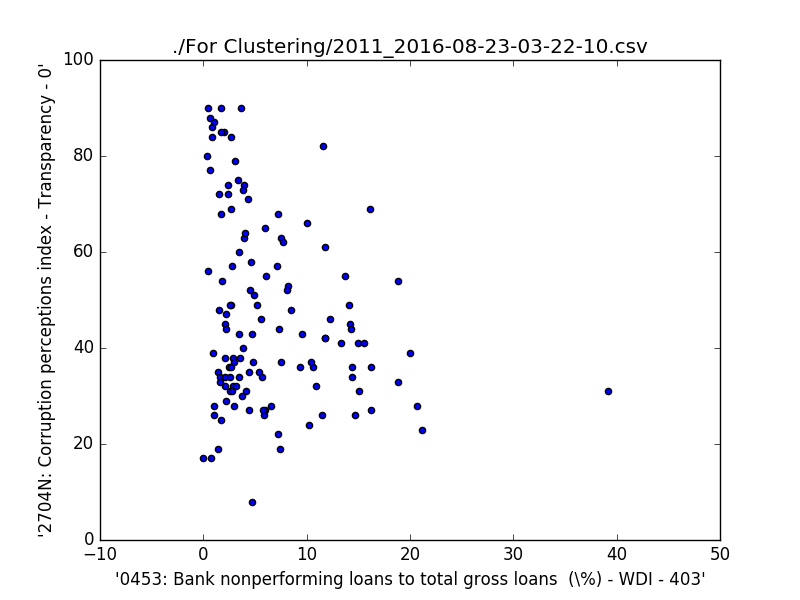 ./For Clustering/2011_2016-08-23-03-22-10.csv
100
80
60
40
20
0
'2704N: Corruption perceptions index - Transparency - 0'
−10 0 10 20 30 40 50
'0453: Bank nonperforming loans to total gross loans  (\%) - WDI - 403'